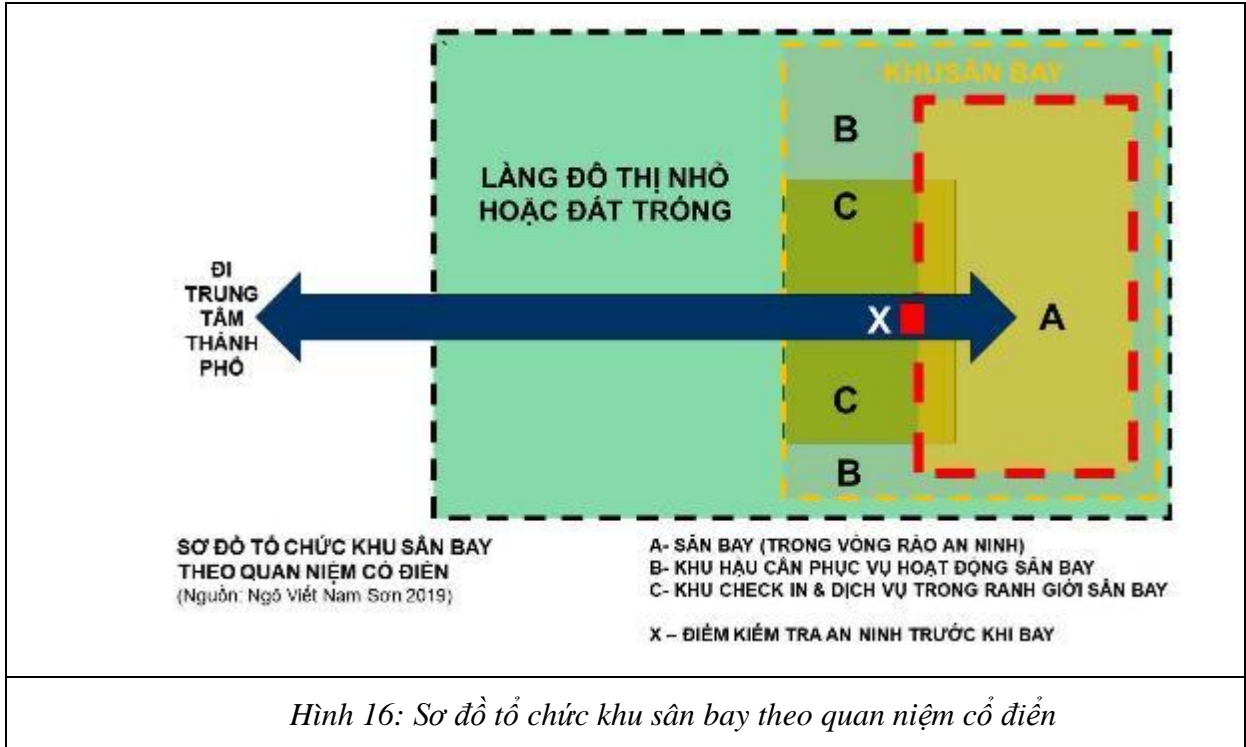 KHU SÂN BAY
B
LÀNG ĐÔ THỊ NHỎ
HOẶC ĐẤT TRỐNG
C
ĐI
TRUNG
TÂM
THÀNH
PHỐ
X
A
C
B
SƠ ĐỒ TỔ CHỨC KHU SÂN BAY
THEO QUAN NIỆM CỔ ĐIỂN
(Nguồn: Ngô Viết Nam Sơn 2019)
A- SÂN BAY (TRONG VÒNG RÀO AN NINH)
B- KHU HẬU CẦN PHỤC VỤ HOẠT ĐỘNG SÂN BAY
C- KHU CHECK IN & DỊCH VỤ TRONG RANH GIỚI SÂN BAY
X – ĐIỂM KIỂM TRA AN NINH TRƯỚC KHI BAY
Hình 16: Sơ đồ tổ chức khu sân bay theo quan niệm cổ điển